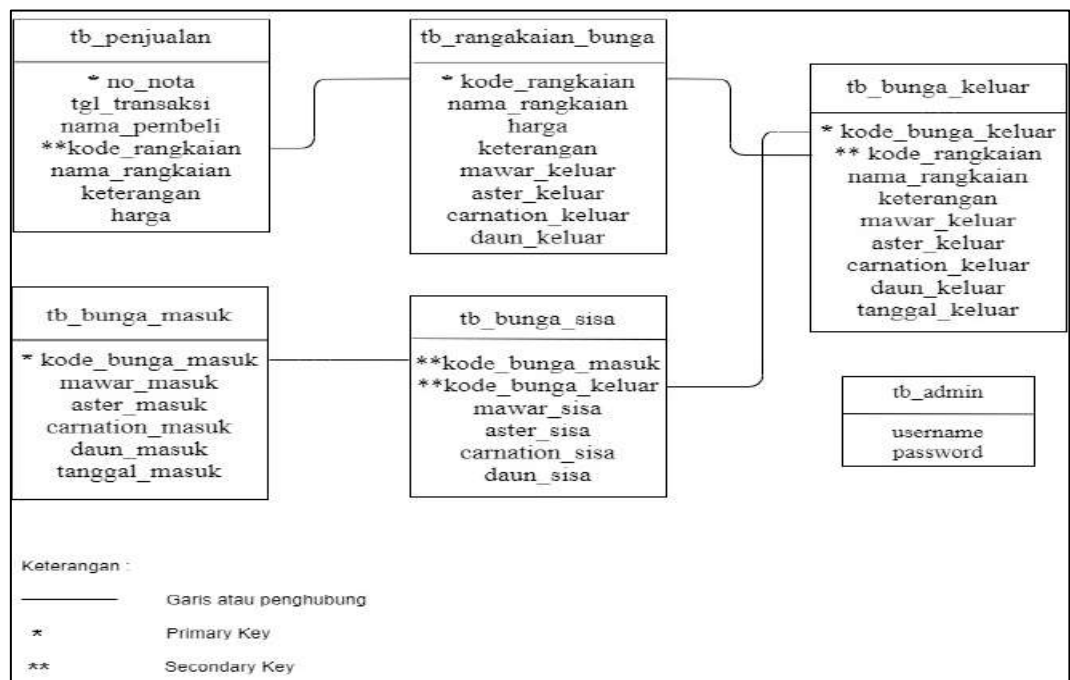 tb_penjualan
* no_nota
tgl_transaksi
nama_pembeli
**kode_rangkaian
nama_rangkaian
keterangan
harga
tb_rangakaian_bunga
* kode_rangkaian
nama_rangkaian
harga
keterangan
mawar_keluar
aster_keluar
carnation_keluar
daun_keluar
tb_bunga_keluar
* kode_bunga_keluar
** kode_rangkaian
nama_rangkaian
keterangan
mawar_keluar
aster_keluar
carnation_keluar
daun_keluar
tanggal_keluar
tb_bunga_masuk
* kode_bunga_masuk
mawar_masuk
aster_masuk
carnation_masuk
daun_masuk
tanggal_masuk
tb_bunga_sisa
**kode_bunga_masuk
**kode_bunga_keluar
mawar_sisa
aster_sisa
carnation_sisa
daun_sisa
tb_admin
username
password
Keterangan :
Garis atau penghubung
* Primary Key
** Secondary Key